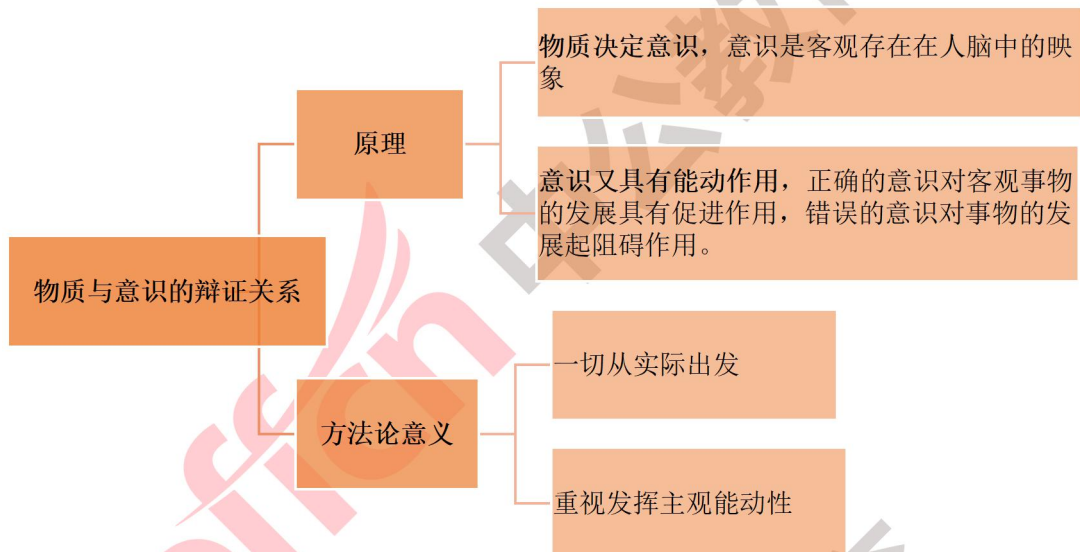 物质决定意识，意识是客观存在在人脑中的映
象
原理
意识又具有能动作用，正确的意识对客观事物
的发展具有促进作用，错误的意识对事物的发
展起阻碍作用。
物质与意识的辩证关系
一切从实际出发
方法论意义
重视发挥主观能动性
offcn
中公教育